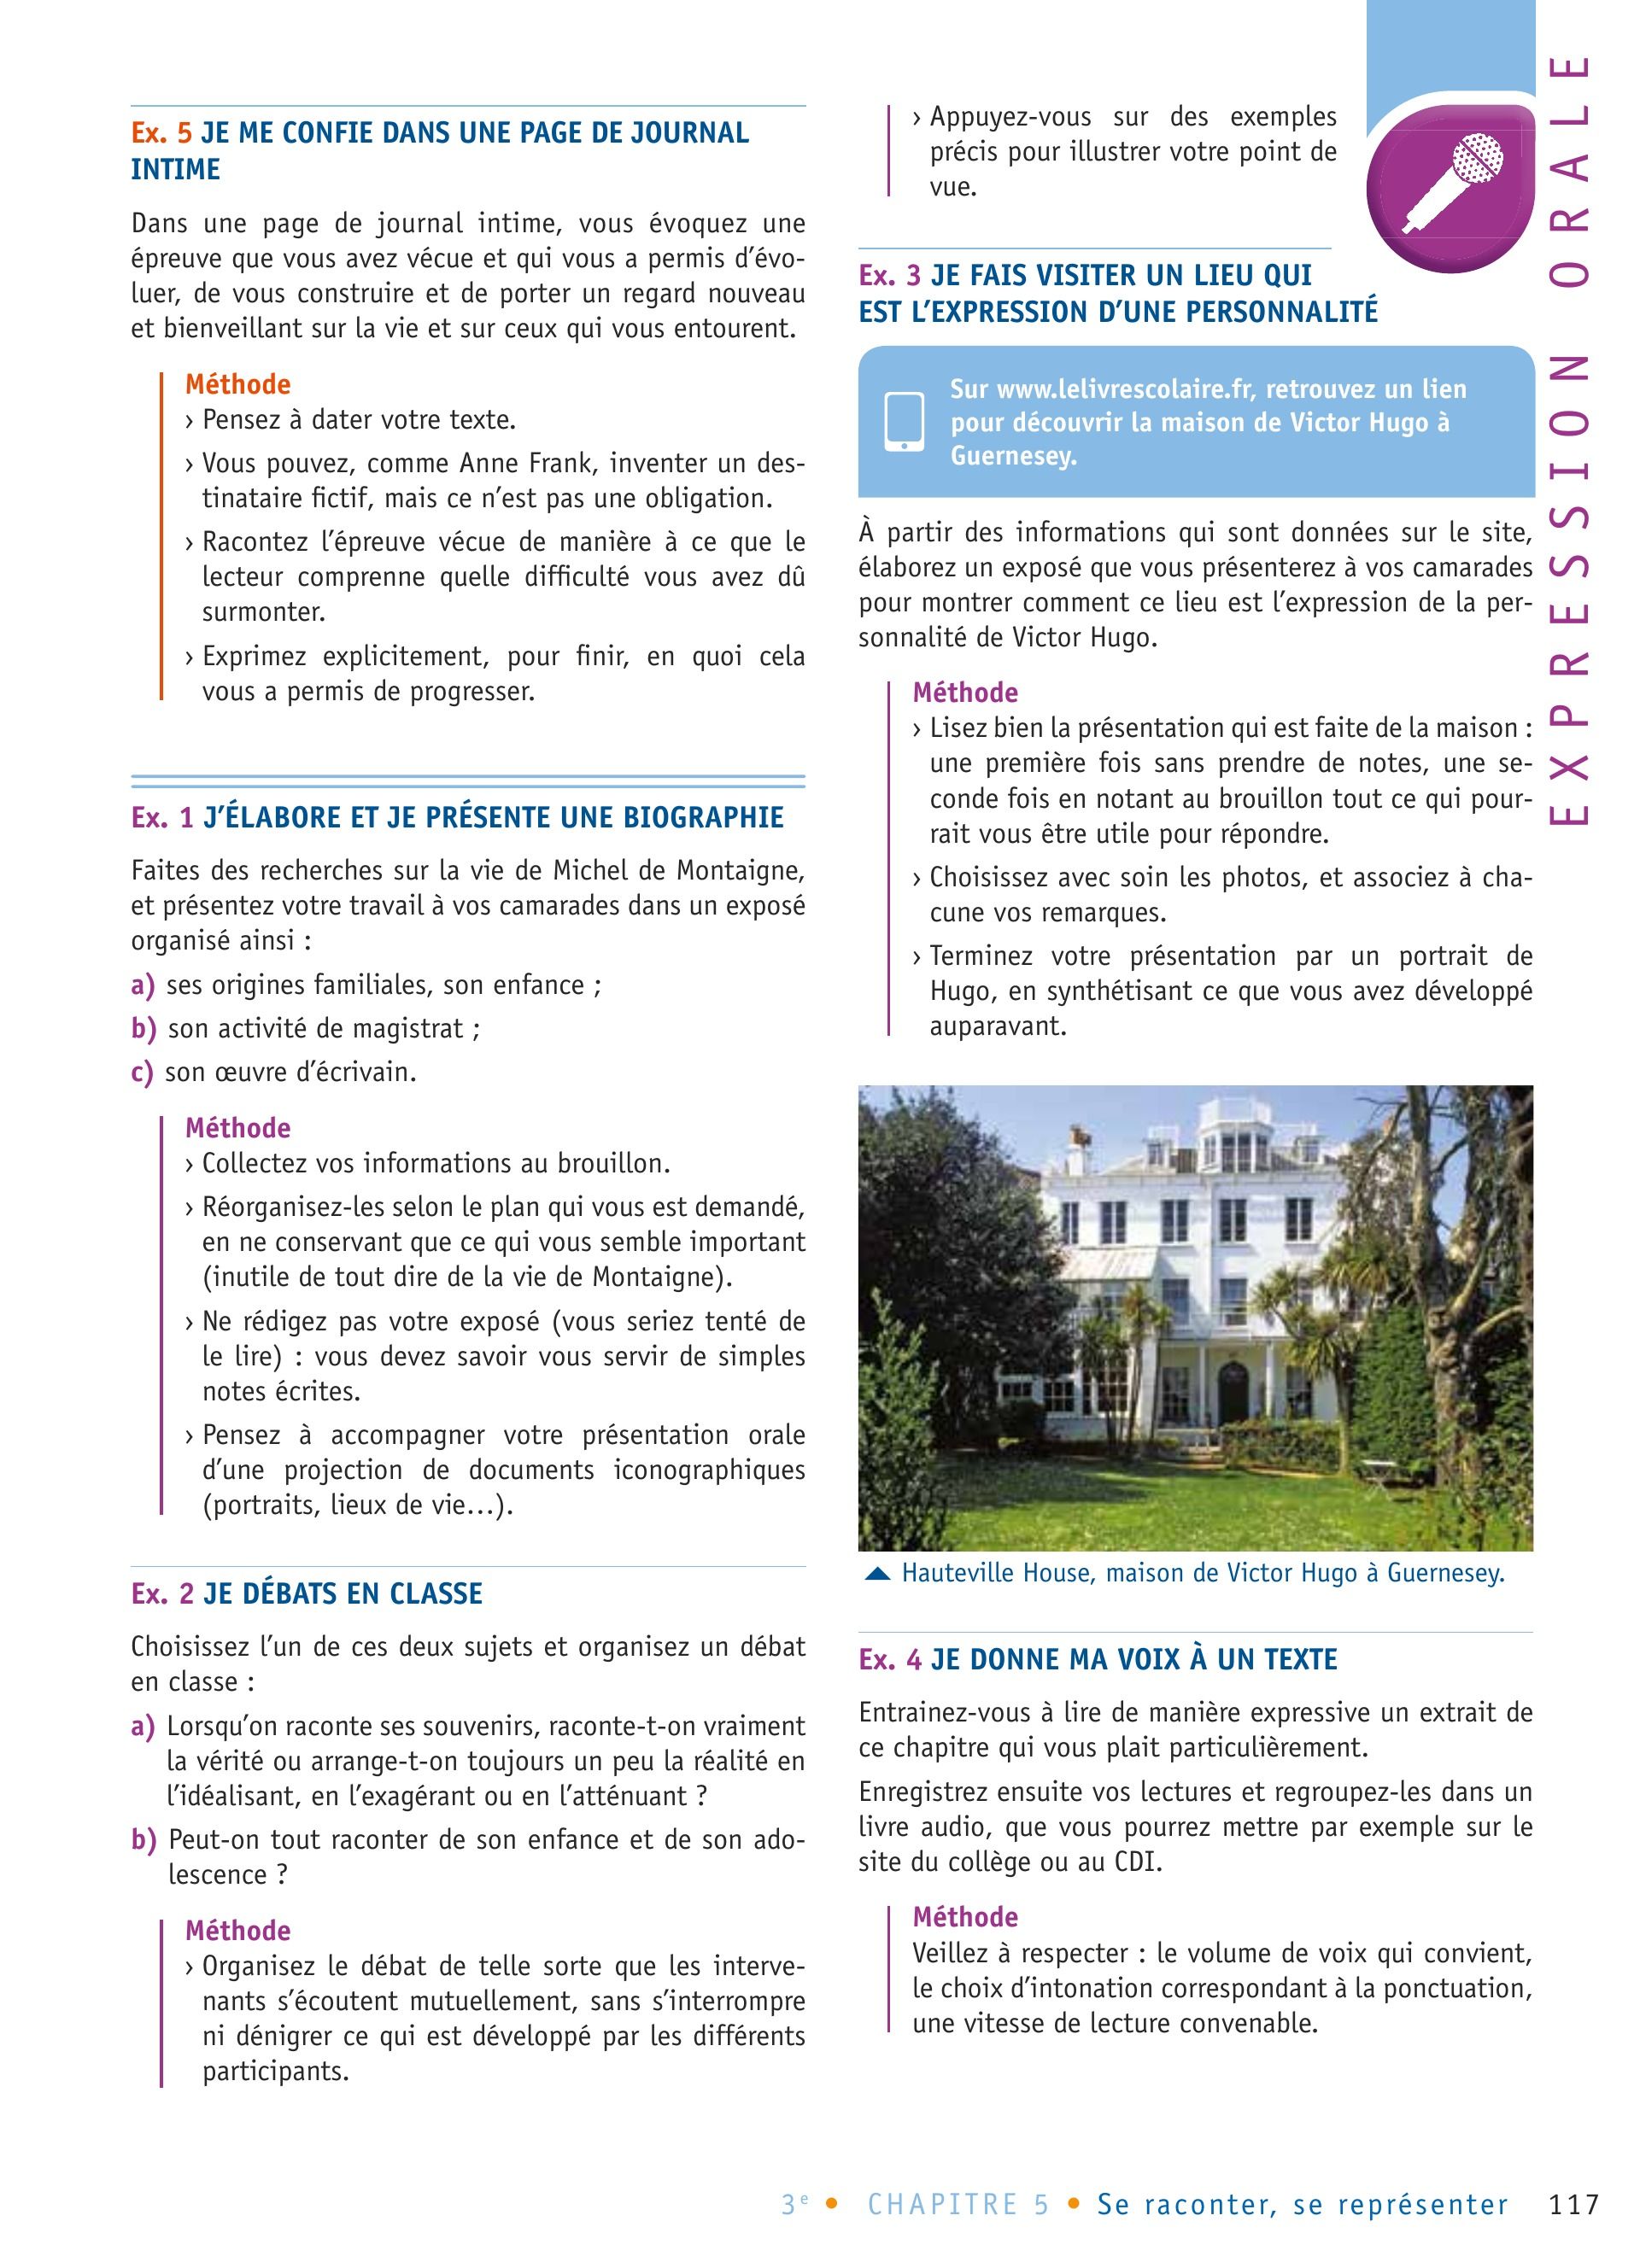 Ex. 5 JE ME CONFIE DANS UNE PAGE DE JOURNAL
INTIME
Dans une page de journal intime, vous évoquez une
épreuve que vous avez vécue et qui vous a permis d’évo-
luer, de vous construire et de porter un regard nouveau
et bienveillant sur la vie et sur ceux qui vous entourent.
Méthode
› Pensez à dater votre texte.
› Vous pouvez, comme Anne Frank, inventer un des-
tinataire fictif, mais ce n’est pas une obligation.
› Racontez l’épreuve vécue de manière à ce que le
lecteur comprenne quelle difficulté vous avez dû
surmonter.
› Exprimez explicitement, pour finir, en quoi cela
vous a permis de progresser.
Ex. 1 J’ÉLABORE ET JE PRÉSENTE UNE BIOGRAPHIE
Faites des recherches sur la vie de Michel de Montaigne,
et présentez votre travail à vos camarades dans un exposé
organisé ainsi :
a) ses origines familiales, son enfance ;
b) son activité de magistrat ;
c) son œuvre d’écrivain.
Méthode
› Collectez vos informations au brouillon.
› Réorganisez-les selon le plan qui vous est demandé,
en ne conservant que ce qui vous semble important
(inutile de tout dire de la vie de Montaigne).
› Ne rédigez pas votre exposé (vous seriez tenté de
le lire) : vous devez savoir vous servir de simples
notes écrites.
› Pensez à accompagner votre présentation orale
d’une projection de documents iconographiques
(portraits, lieux de vie…).
Ex. 2 JE DÉBATS EN CLASSE
Choisissez l’un de ces deux sujets et organisez un débat
en classe :
a) Lorsqu’on raconte ses souvenirs, raconte-t-on vraiment
la vérité ou arrange-t-on toujours un peu la réalité en
l’idéalisant, en l’exagérant ou en l’atténuant ?
b) Peut-on tout raconter de son enfance et de son ado-
lescence ?
Méthode
› Organisez le débat de telle sorte que les interve-
nants s’écoutent mutuellement, sans s’interrompre
ni dénigrer ce qui est développé par les différents
participants.
› Appuyez-vous sur des exemples
précis pour illustrer votre point de
vue.
Ex. 3 JE FAIS VISITER UN LIEU QUI
EST L’EXPRESSION D’UNE PERSONNALITÉ
Sur www.lelivrescolaire.fr, retrouvez un lien
pour découvrir la maison de Victor Hugo à
Guernesey.
À partir des informations qui sont données sur le site,
élaborez un exposé que vous présenterez à vos camarades
pour montrer comment ce lieu est l’expression de la per-
sonnalité de Victor Hugo.
Méthode
› Lisez bien la présentation qui est faite de la maison :
une première fois sans prendre de notes, une se-
conde fois en notant au brouillon tout ce qui pour-
rait vous être utile pour répondre.
› Choisissez avec soin les photos, et associez à cha-
cune vos remarques.
› Terminez votre présentation par un portrait de
Hugo, en synthétisant ce que vous avez développé
auparavant.
Hauteville House, maison de Victor Hugo à Guernesey.
Ex. 4 JE DONNE MA VOIX À UN TEXTE
Entrainez-vous à lire de manière expressive un extrait de
ce chapitre qui vous plait particulièrement.
Enregistrez ensuite vos lectures et regroupez-les dans un
livre audio, que vous pourrez mettre par exemple sur le
site du collège ou au CDI.
Méthode
Veillez à respecter : le volume de voix qui convient,
le choix d’intonation correspondant à la ponctuation,
une vitesse de lecture convenable.
EXPRESSION ORALE
3e • CHAPITRE 5 • Se raconter, se représenter 117